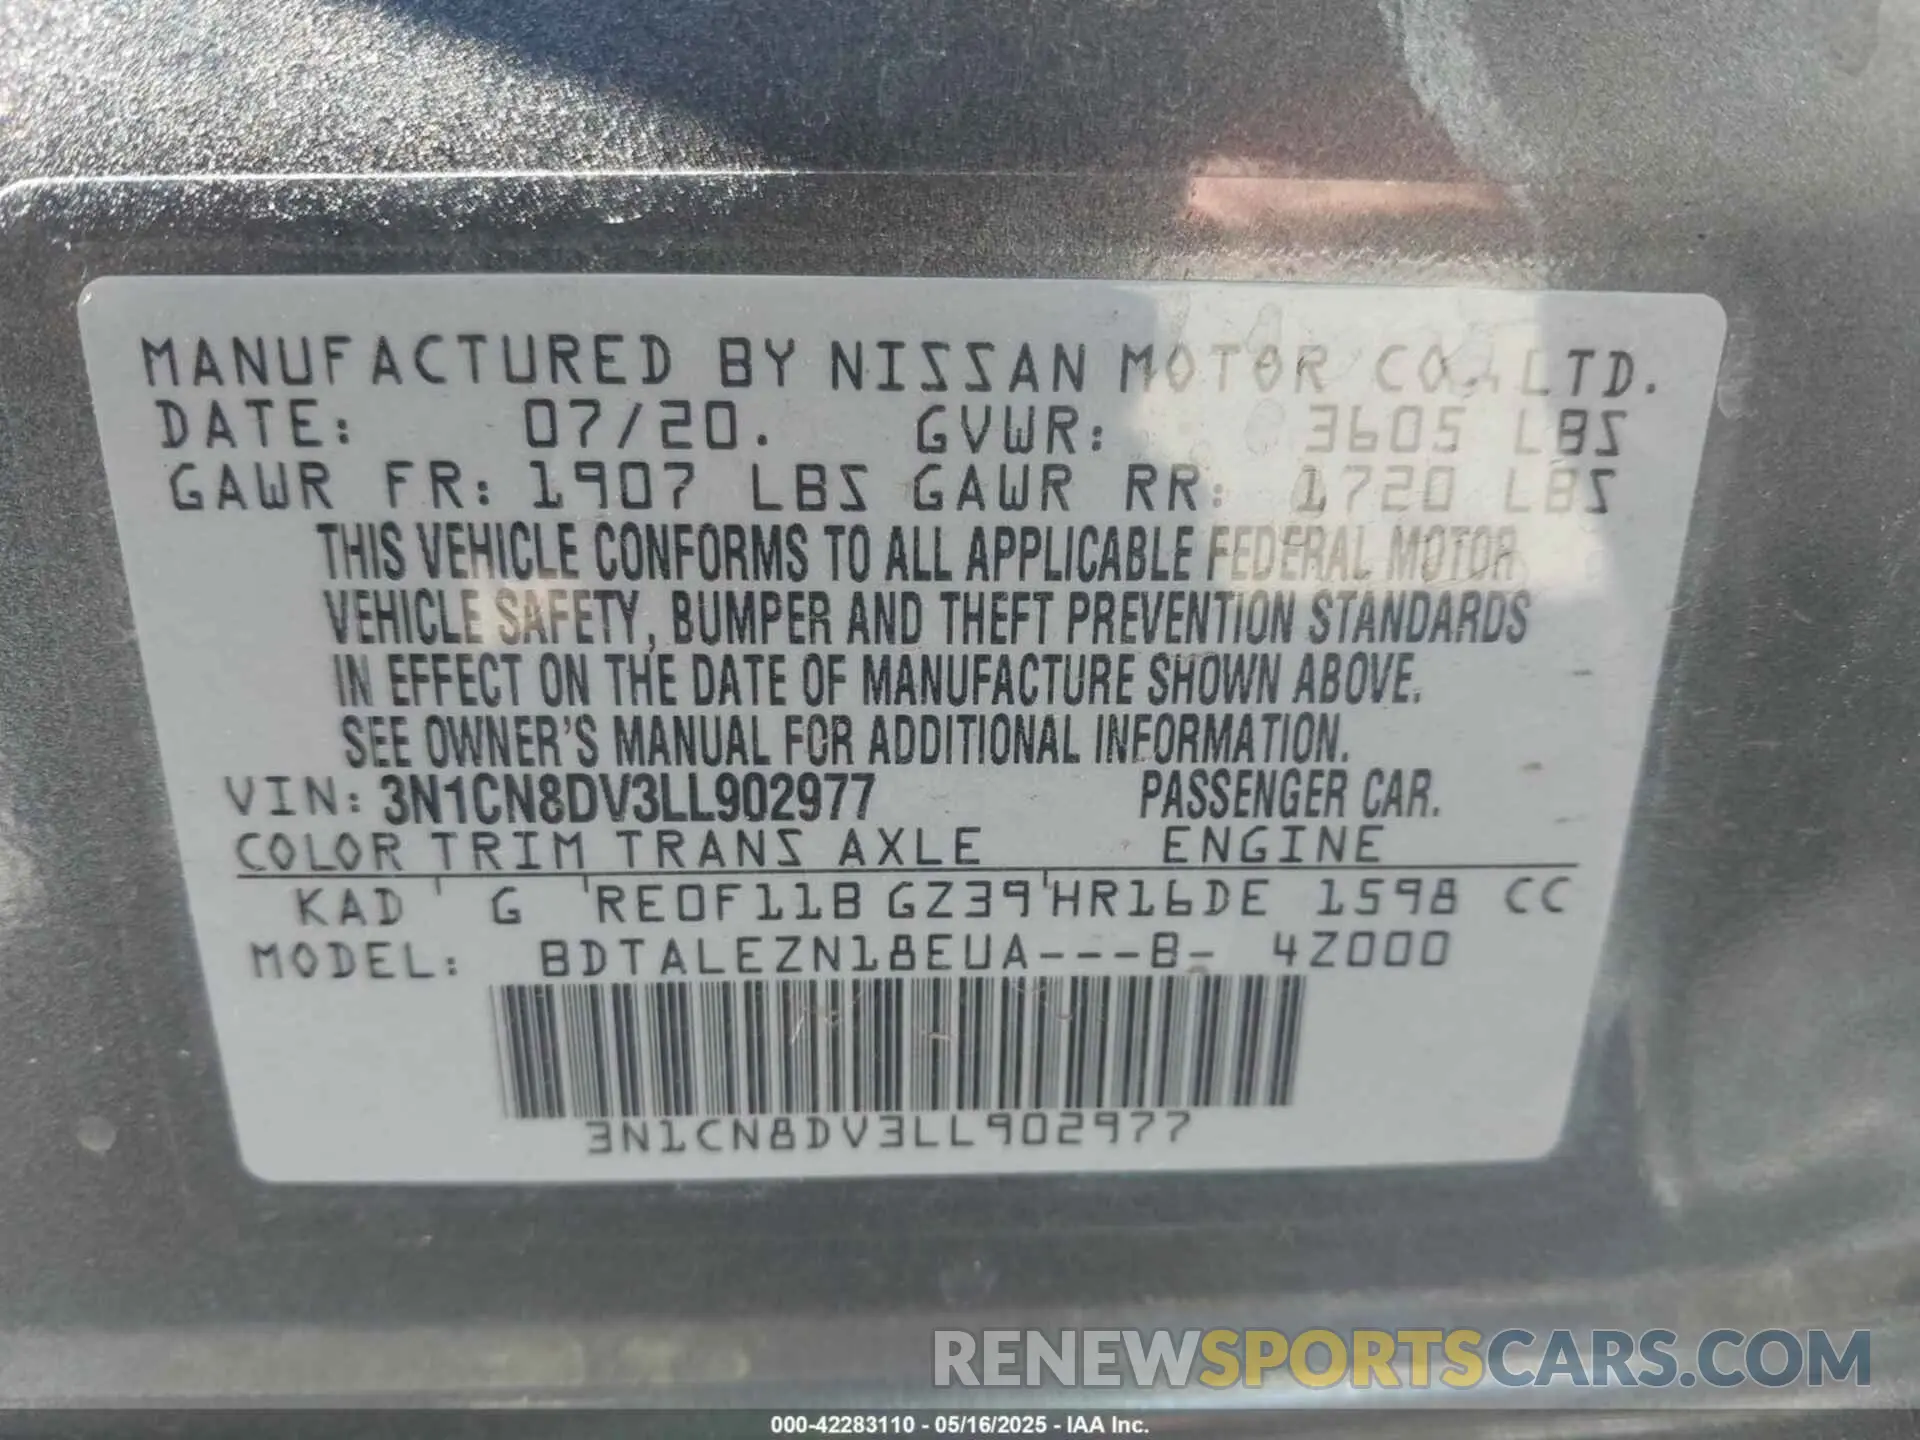 MANUFACTURED BY NISSAN MOTOR CO., LTD.
DATE: 07/20. GVWR: 3605 LBS
GAWR FR: 1907 LBS GAWR RR: 1720 LBS
THIS VEHICLE CONFORMS TO ALL APPLICABLE FEDERAL MOTOR
VEHICLE SAFETY, BUMPER AND THEFT PREVENTION STANDARDS
IN EFFECT ON THE DATE OF MANUFACTURE SHOWN ABOVE.
SEE OWNER'S MANUAL FOR ADDITIONAL INFORMATION.
VIN: 3N1CN8DV3LL902977 PASSENGER CAR.
COLOR TRIM TRANS AXLE ENGINE
KAD ' G ' RE0F11B GZ39 ' HR16DE 1598 CC
MODEL: BDTALEZN18EUA---B- 4Z000
3N1CN8DV3LL902977
RENEWSPORTSCARS.COM
000-42283110 - 05/16/2025 - IAA Inc.